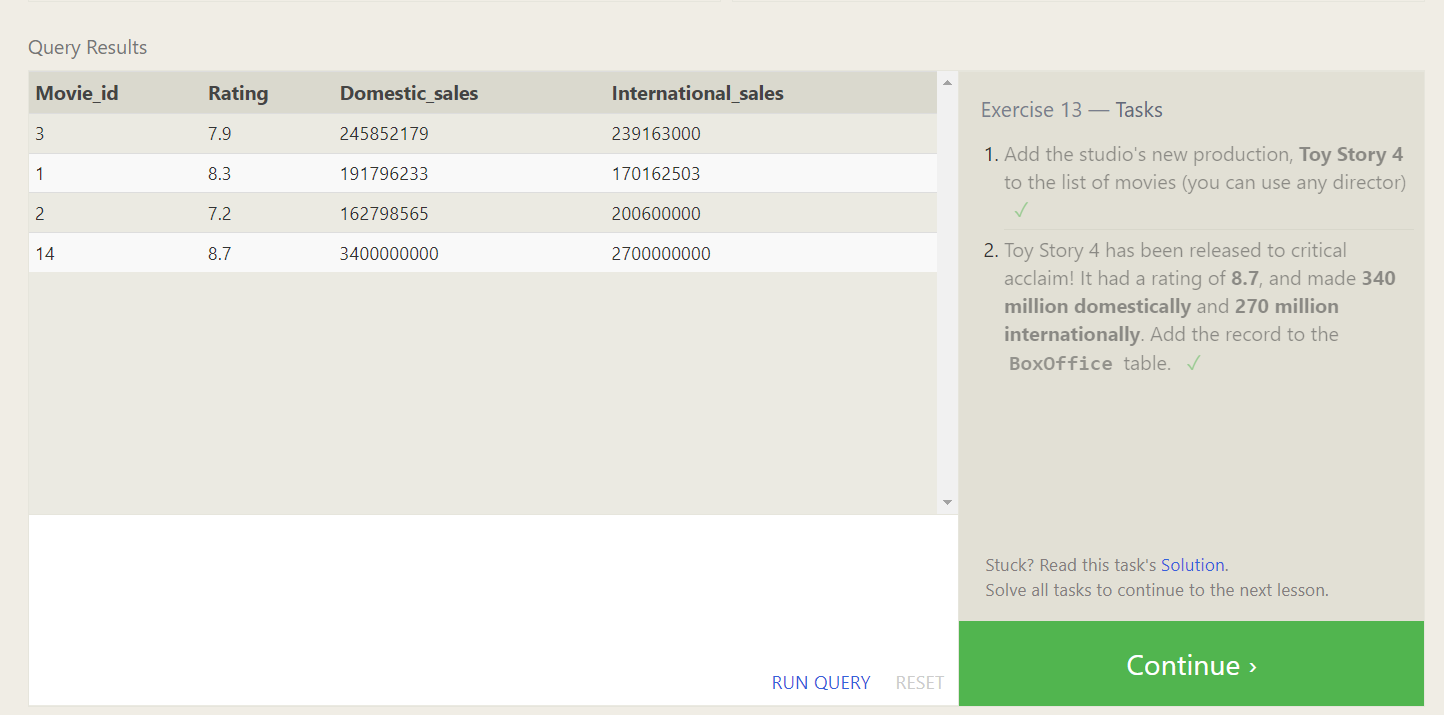 Query Results
Movie_id Rating Domestic_sales International_sales
3 7.9 245852179 239163000
1 8.3 191796233 170162503
2 7.2 162798565 200600000
14 8.7 3400000000 2700000000
RUN QUERY RESET
Exercise 13 — Tasks
1. Add the studio's new production, Toy Story 4
to the list of movies (you can use any director)
✓
2. Toy Story 4 has been released to critical
acclaim! It had a rating of 8.7, and made 340
million domestically and 270 million
internationally. Add the record to the
BoxOffice table. ✓
Stuck? Read this task's Solution.
Solve all tasks to continue to the next lesson.
Continue ›